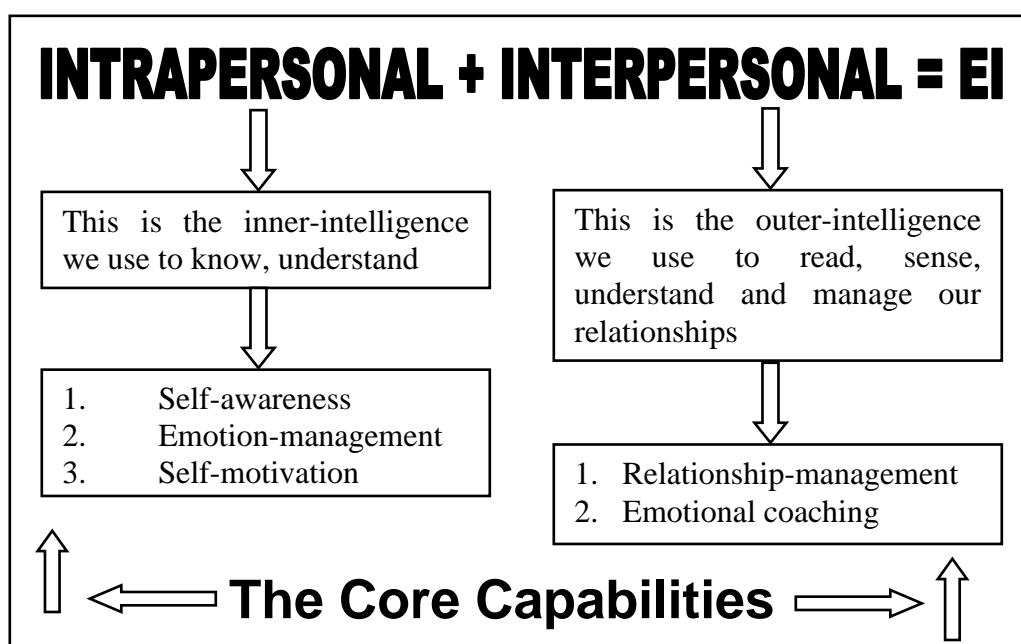 INTRAPERSONAL + INTERPERSONAL = EI
This is the inner-intelligence
we use to know, understand
This is the outer-intelligence
we use to read, sense,
understand and manage our
relationships
1. Self-awareness
2. Emotion-management
3. Self-motivation
1. Relationship-management
2. Emotional coaching
The Core Capabilities